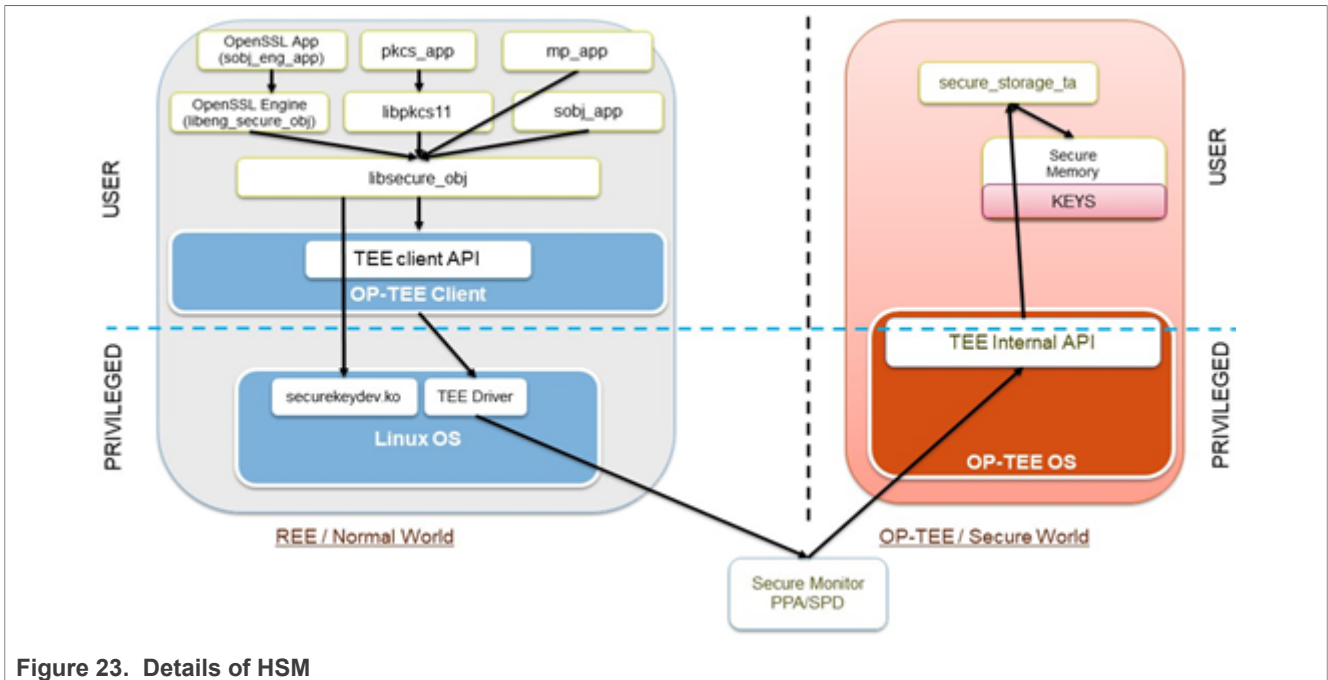 OpenSSL App
(sobj_eng_app)
pkcs_app
mp_app
OpenSSL Engine
(libeng_secure_obj)
libpkcs11
sobj_app
libsecure_obj
USER
TEE client API
OP-TEE Client
PRIVILEGED
securekeydev.ko
TEE Driver
Linux OS
REE / Normal World
secure_storage_ta
Secure
Memory
KEYS
USER
TEE Internal API
OP-TEE OS
PRIVILEGED
OP-TEE / Secure World
Secure Monitor
PPA/SPD
Figure 23. Details of HSM